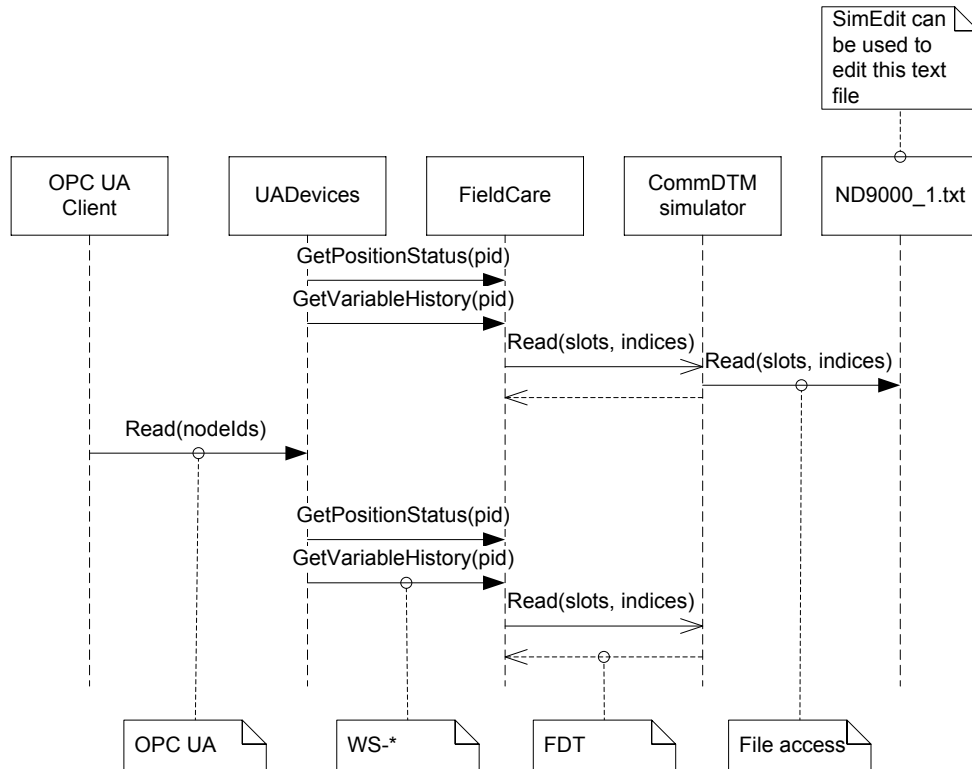 SimEdit can
be used to
edit this text
file
OPC UA
Client
UADevices
FieldCare
CommDTM
simulator
ND9000_1.txt
GetPositionStatus(pid)
GetVariableHistory(pid)
Read(slots, indices)
Read(slots, indices)
Read(nodeIds)
GetPositionStatus(pid)
GetVariableHistory(pid)
Read(slots, indices)
OPC UA
WS-*
FDT
File access